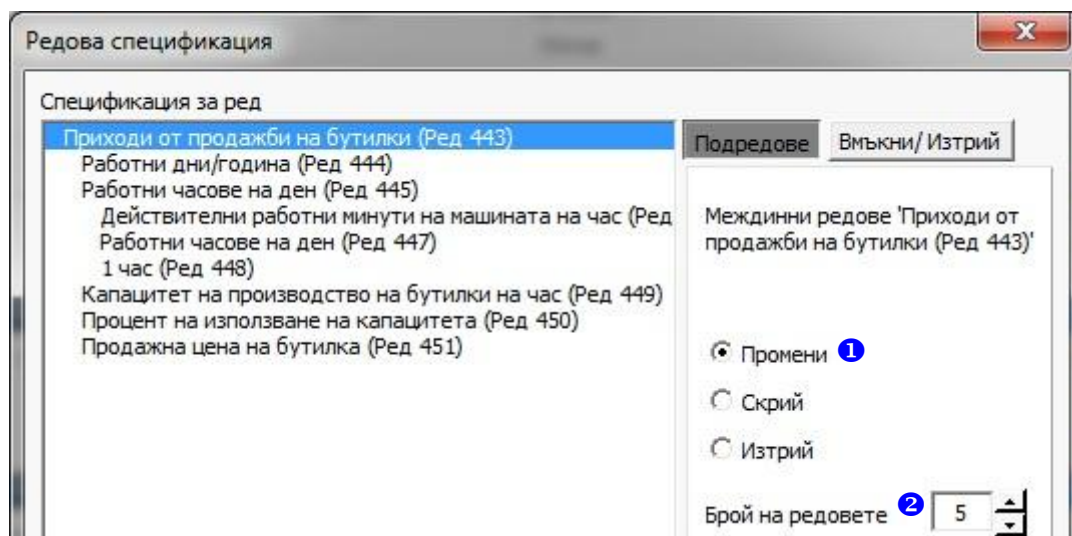 Редова спецификация
Спецификация за ред
Приходи от продажби на бутилки (Ред 443)
Работни дни/година (Ред 444)
Работни часове на ден (Ред 445)
Действителни работни минути на машината на час (Ред
Работни часове на ден (Ред 447)
1 час (Ред 448)
Капацитет на производство на бутилки на час (Ред 449)
Процент на използване на капацитета (Ред 450)
Продажна цена на бутилка (Ред 451)
Подредове Вмъкни/ Изтрий
Междинни редове 'Приходи от
продажби на бутилки (Ред 443)'
Промени 1
Скрий
Изтрий
Брой на редовете 2 5